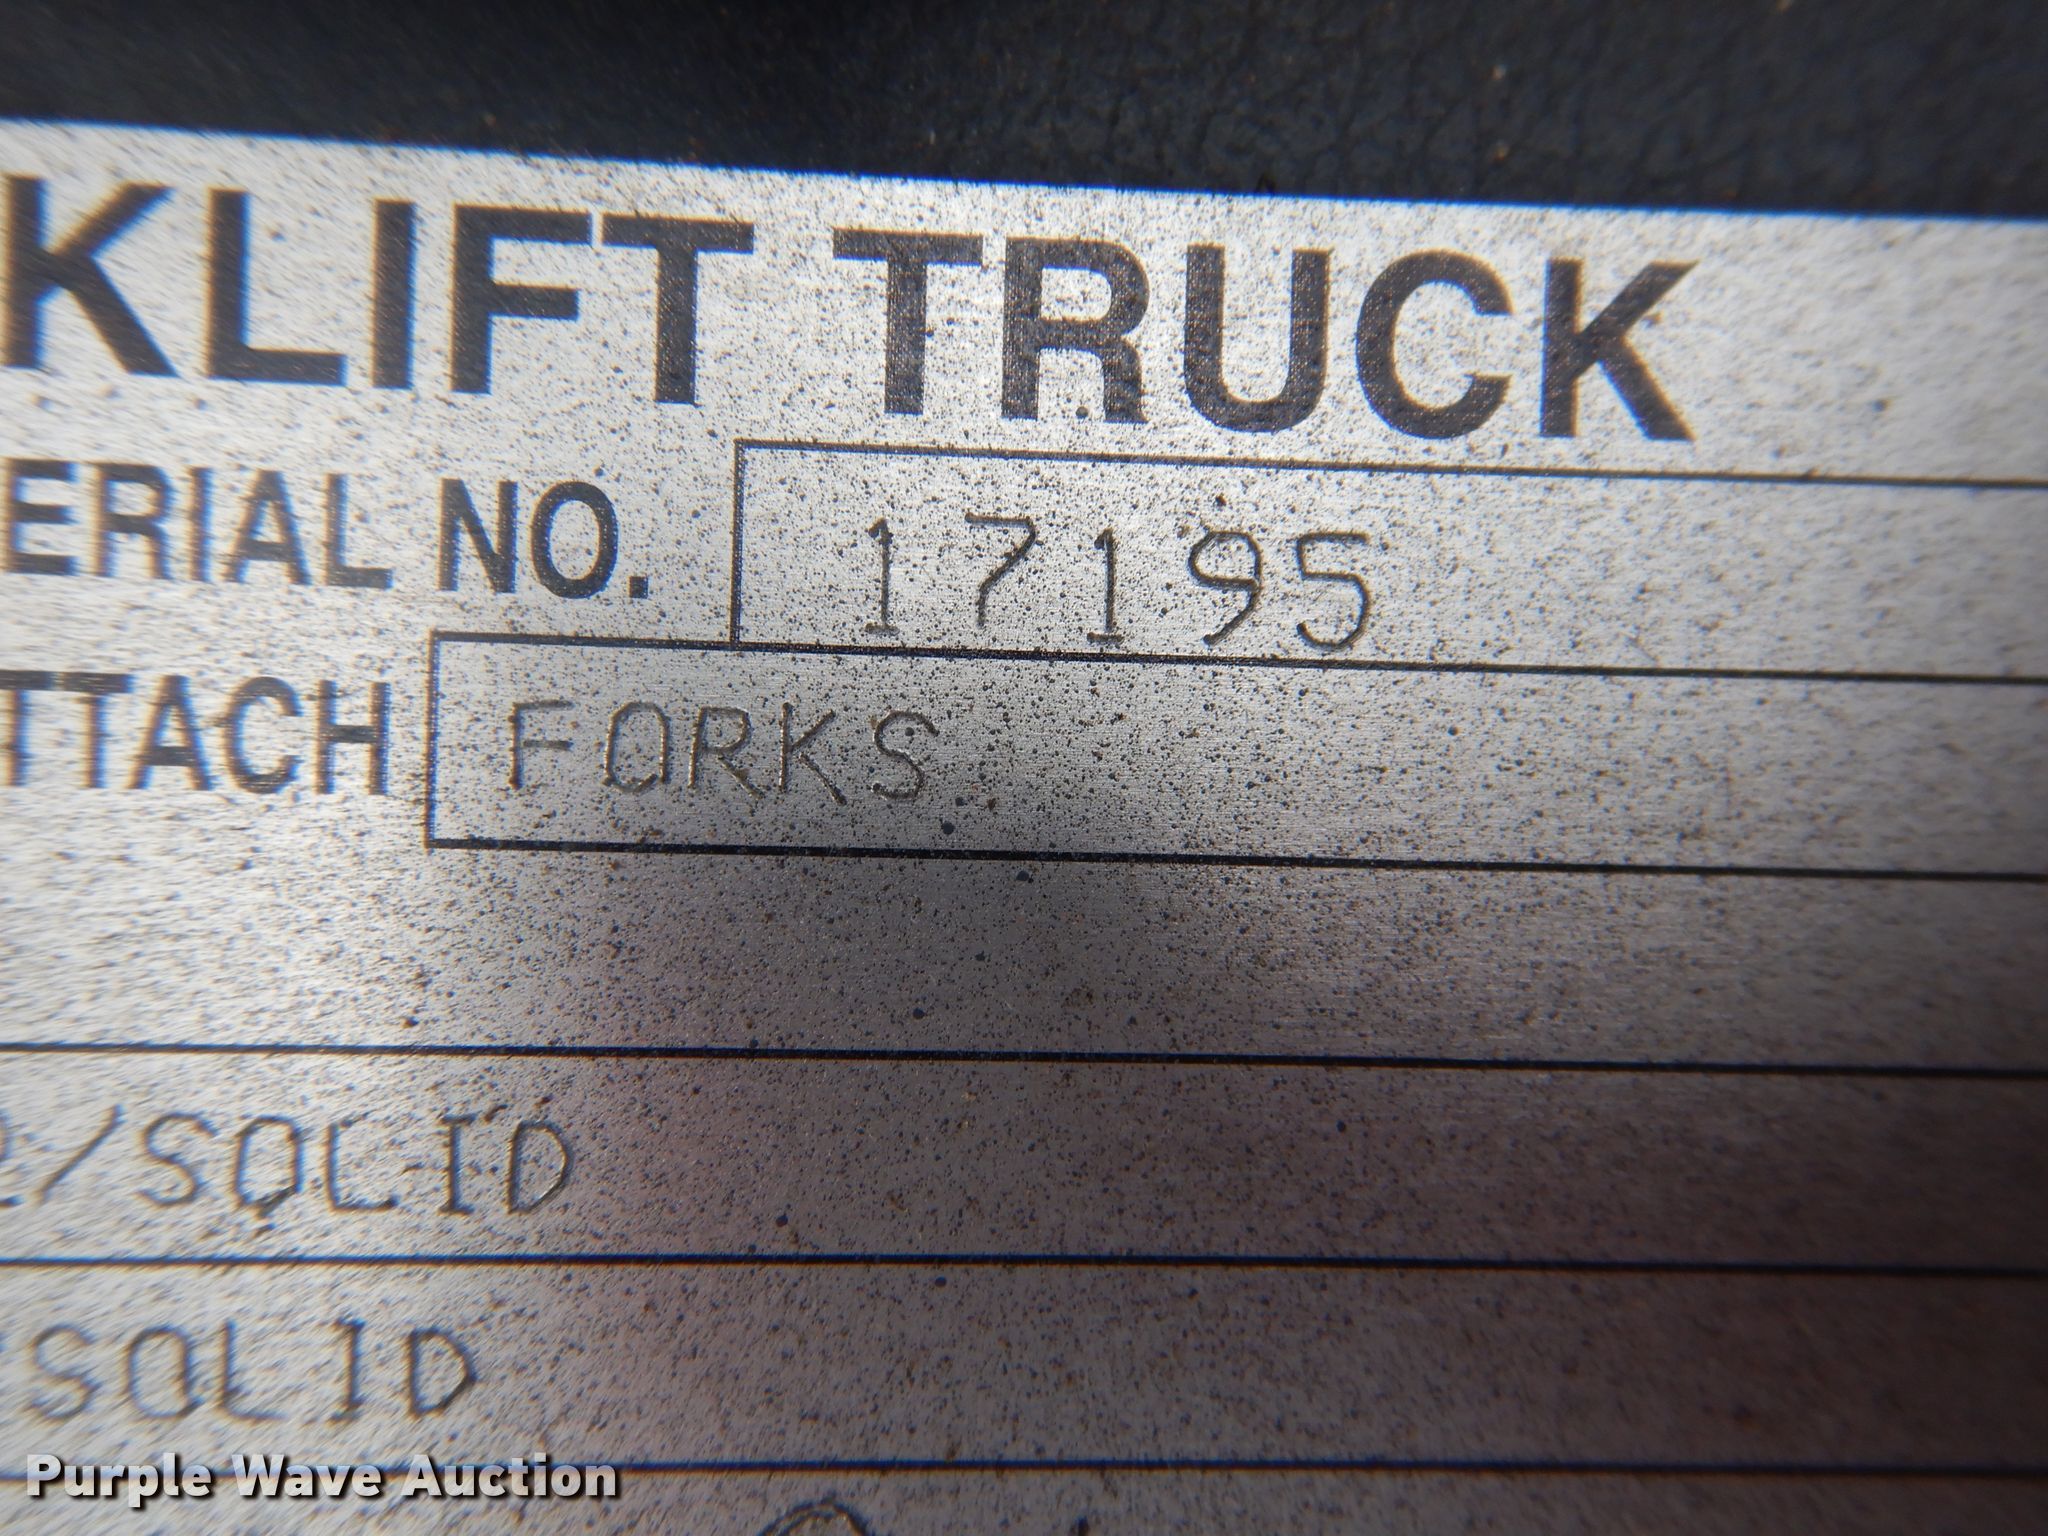 KLIFT TRUCK
ERIAL NO. 17195
TTACH FORKS
/SOLID
SOLID
Purple Wave Auction